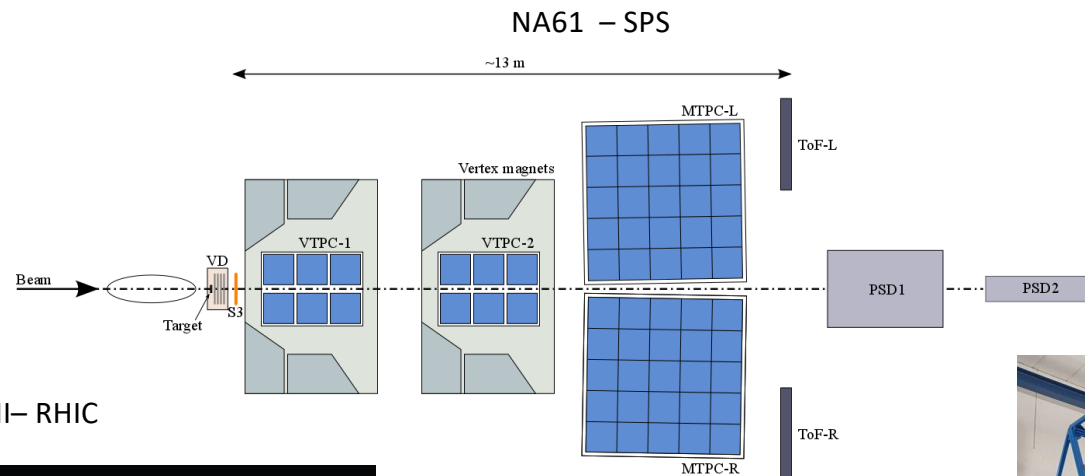 NA61 – SPS
~13 m
MTPC-L
ToF-L
Vertex magnets
VTPC-1
VTPC-2
VD
Beam
PSD1
PSD2
Target
S3
– RHIC
ToF-R
MTPC-R